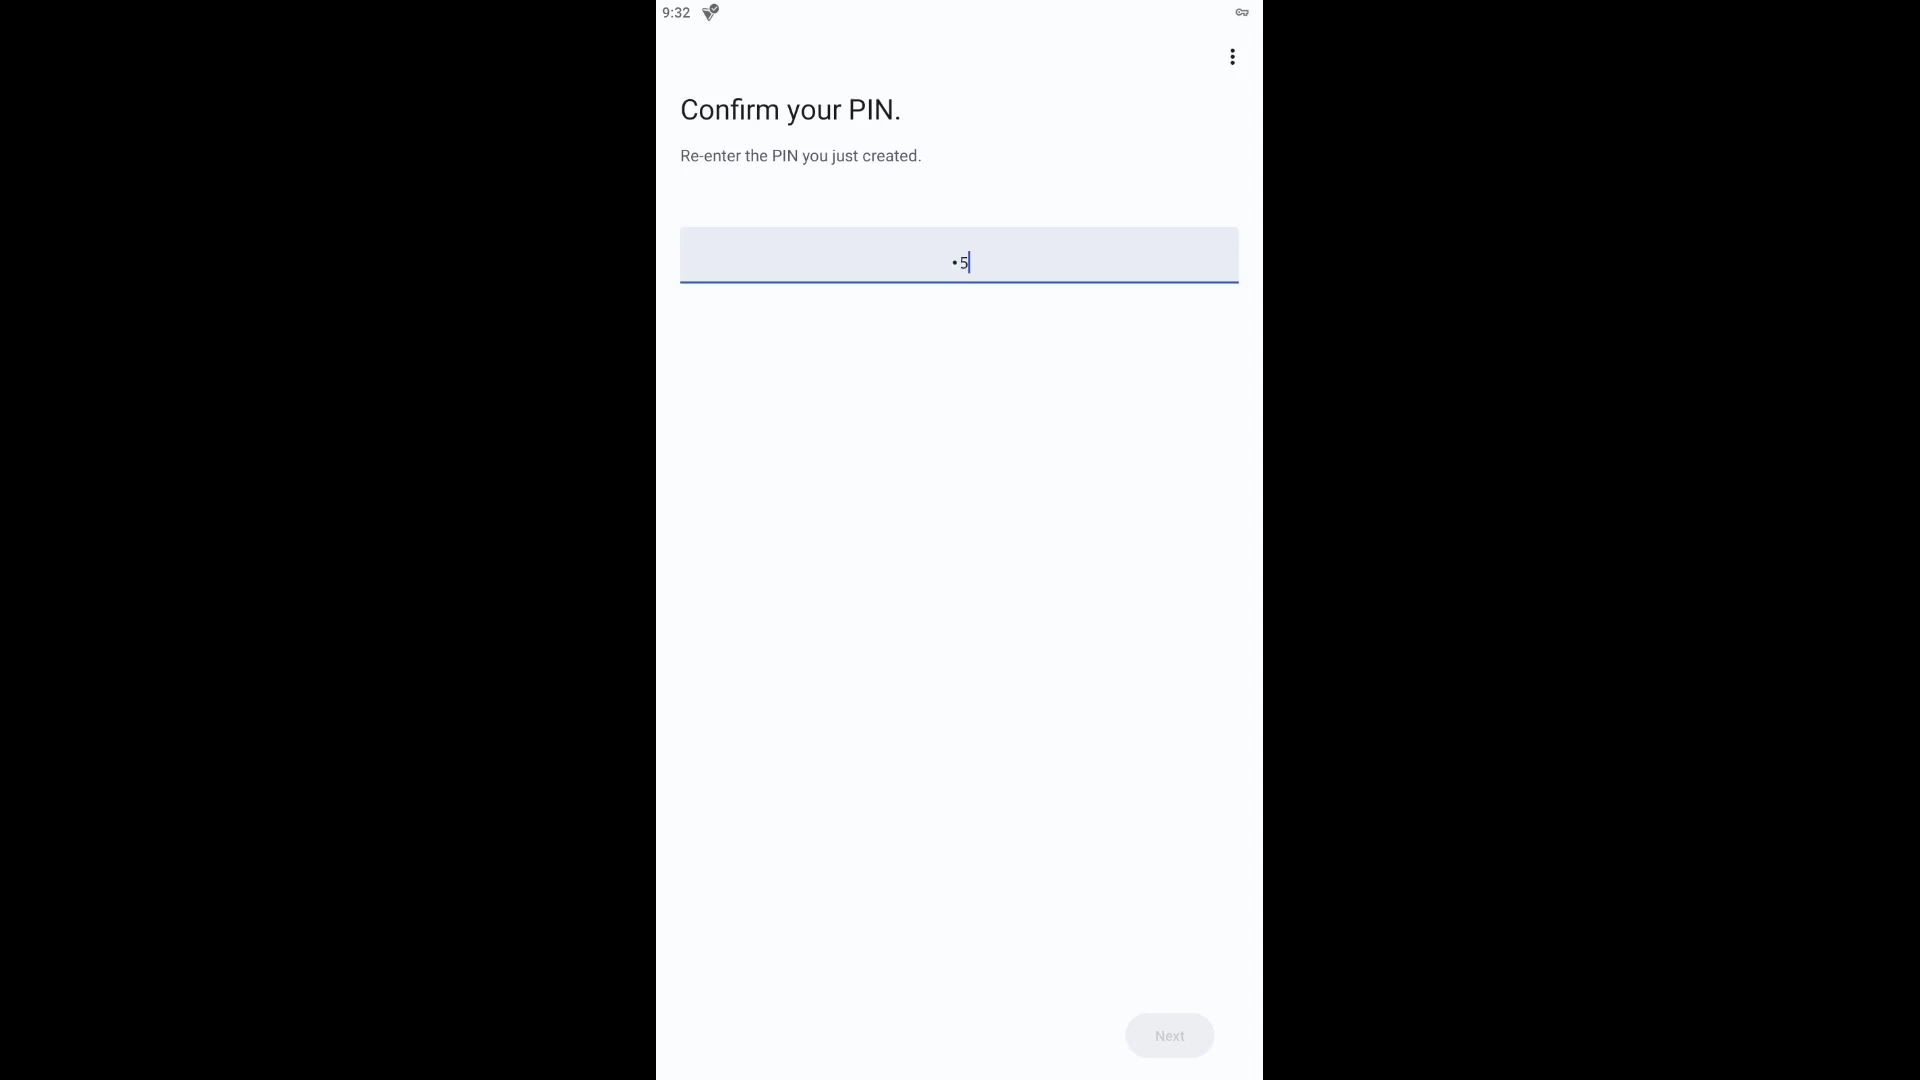 9:32
Confirm your PIN.
Re-enter the PIN you just created.
•5
Next